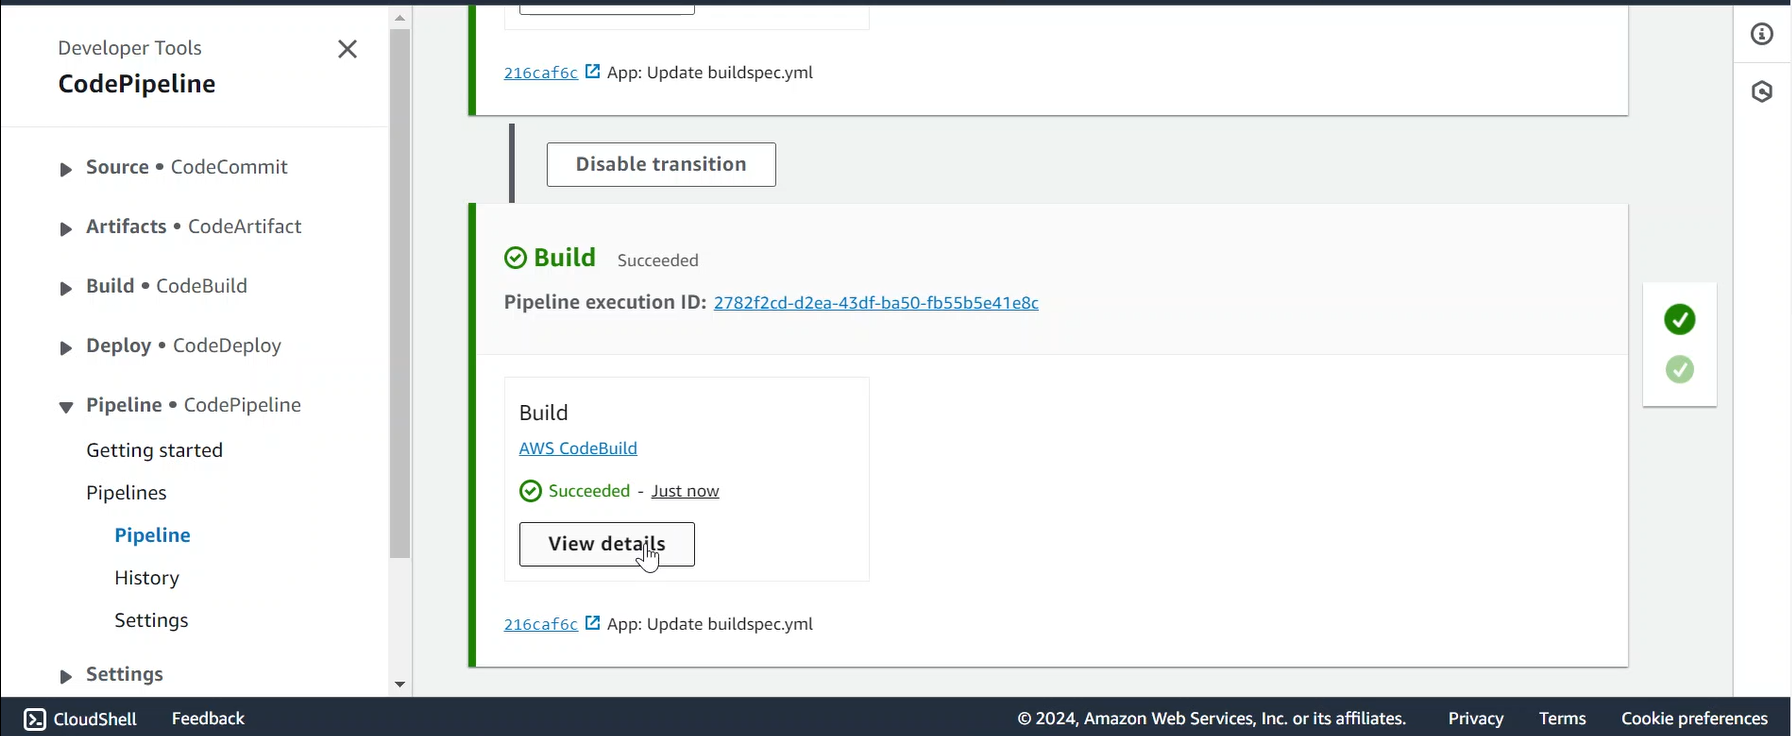 Developer Tools
CodePipeline
Source • CodeCommit
Artifacts • CodeArtifact
Build • CodeBuild
Deploy • CodeDeploy
Pipeline • CodePipeline
Getting started
Pipelines
Pipeline
History
Settings
Settings
216caf6c App: Update buildspec.yml
Disable transition
Build Succeeded
Pipeline execution ID: 2782f2cd-d2ea-43df-ba50-fb55b5e41e8c
Build
AWS CodeBuild
Succeeded - Just now
View details
216caf6c App: Update buildspec.yml
CloudShell Feedback © 2024, Amazon Web Services, Inc. or its affiliates. Privacy Terms Cookie preferences